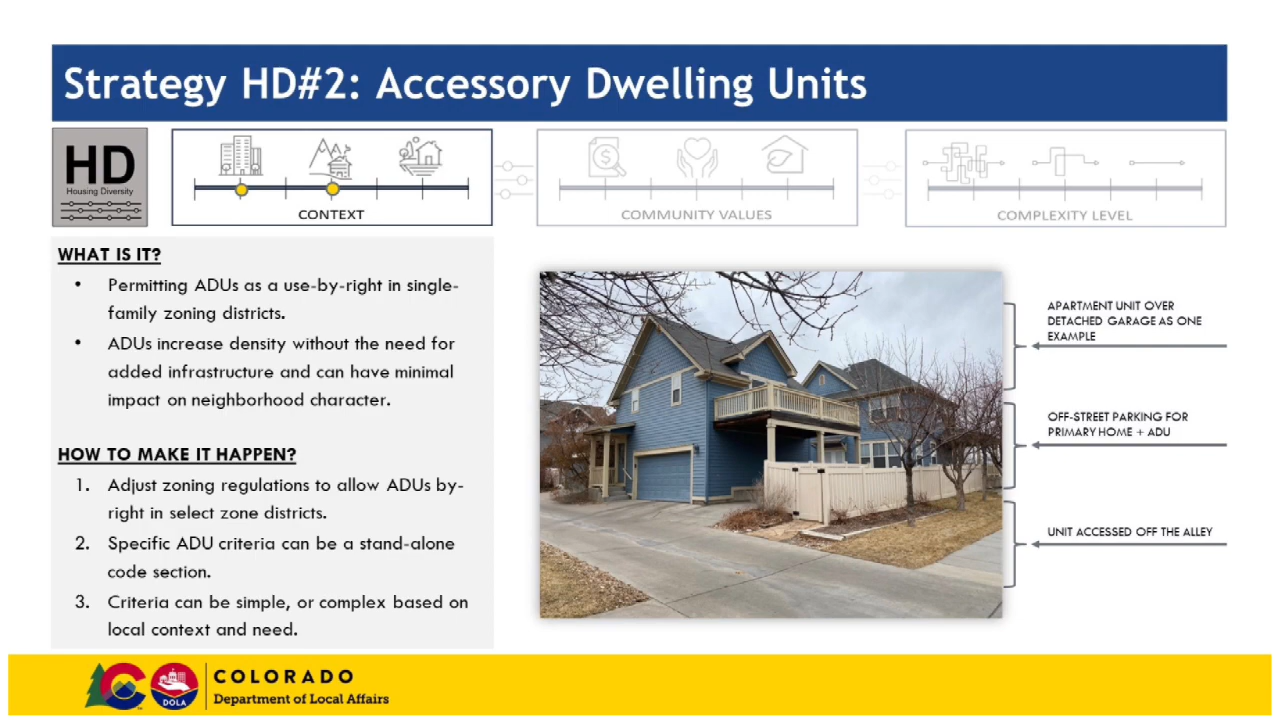 Strategy HD#2: Accessory Dwelling Units
HD
Housing Diversity
CONTEXT
COMMUNITY VALUES
COMPLEXITY LEVEL
WHAT IS IT?
• Permitting ADUs as a use-by-right in single-
family zoning districts.
• ADUs increase density without the need for
added infrastructure and can have minimal
impact on neighborhood character.
HOW TO MAKE IT HAPPEN?
1. Adjust zoning regulations to allow ADUs by-
right in select zone districts.
2. Specific ADU criteria can be a stand-alone
code section.
3. Criteria can be simple, or complex based on
local context and need.
APARTMENT UNIT OVER
DETACHED GARAGE AS ONE
EXAMPLE
OFF-STREET PARKING FOR
PRIMARY HOME + ADU
UNIT ACCESSED OFF THE ALLEY
DOLA
COLORADO
Department of Local Affairs